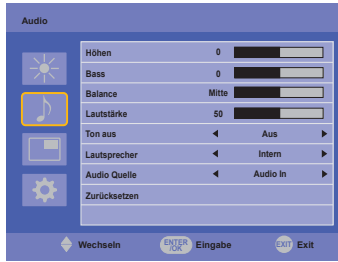 Audio
Höhen 0
Bass 0
Balance Mitte
Lautstärke 50
Ton aus Aus
Lautsprecher Intern
Audio Quelle Audio In
Zurücksetzen
Wechseln ENTER /OK Eingabe EXIT Exit